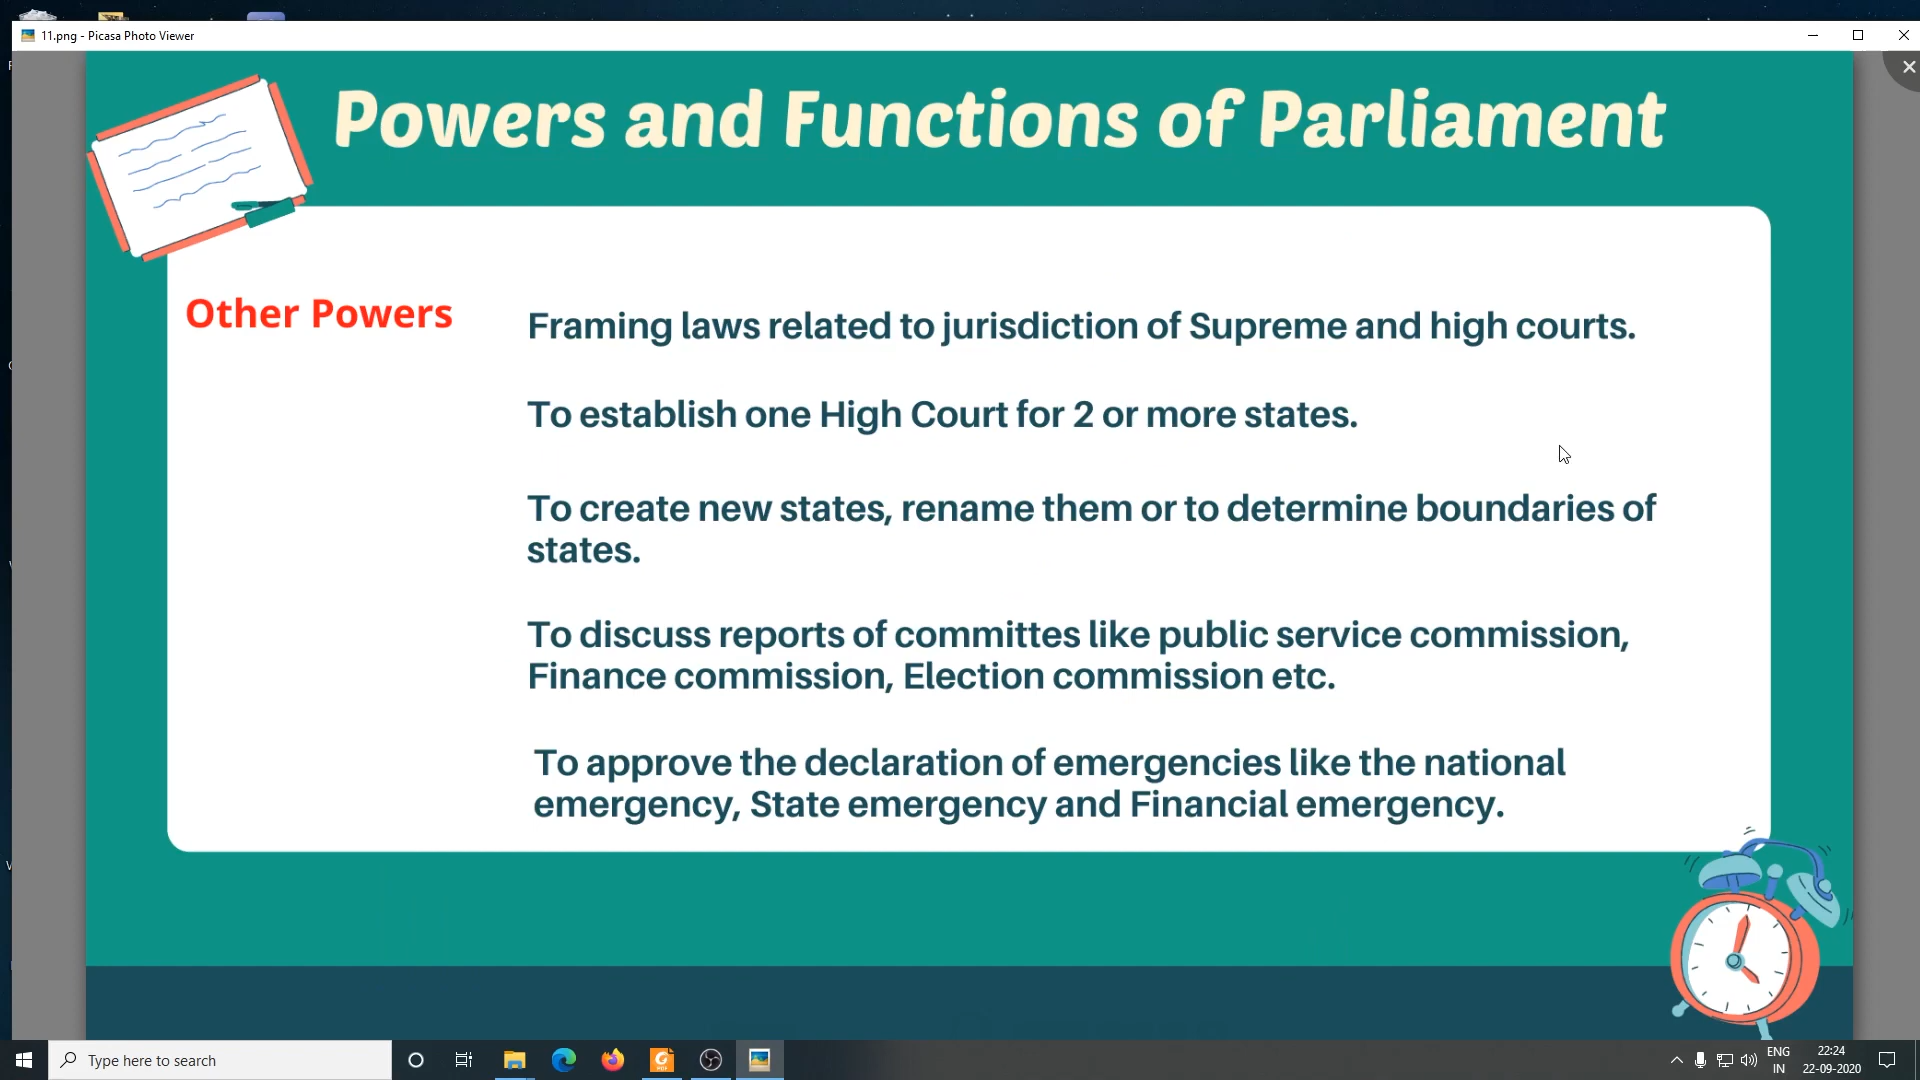 11.png - Picasa Photo Viewer
Powers and Functions of Parliament
Other Powers
Framing laws related to jurisdiction of Supreme and high courts.
To establish one High Court for 2 or more states.
To create new states, rename them or to determine boundaries of
states.
To discuss reports of committes like public service commission,
Finance commission, Election commission etc.
To approve the declaration of emergencies like the national
emergency, State emergency and Financial emergency.
Type here to search
ENG
IN
22:24
22-09-2020